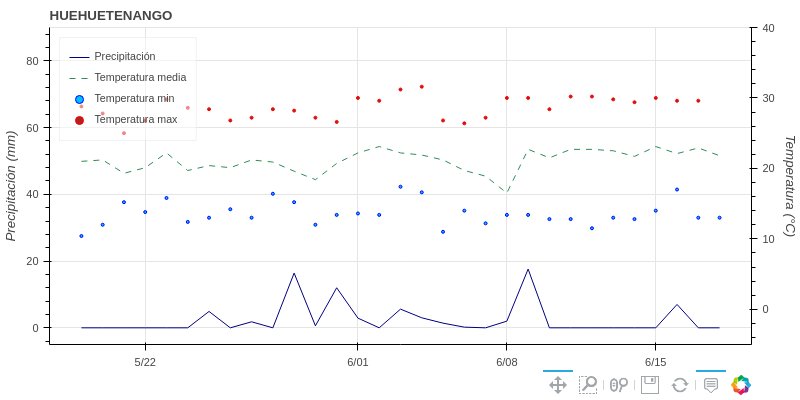 HUEHUETENANGO
Precipitación
Temperatura media
Temperatura min
Temperatura max
Precipitación (mm)
80
60
40
20
0
Temperatura (°C)
40
30
20
10
0
5/22
6/01
6/08
6/15